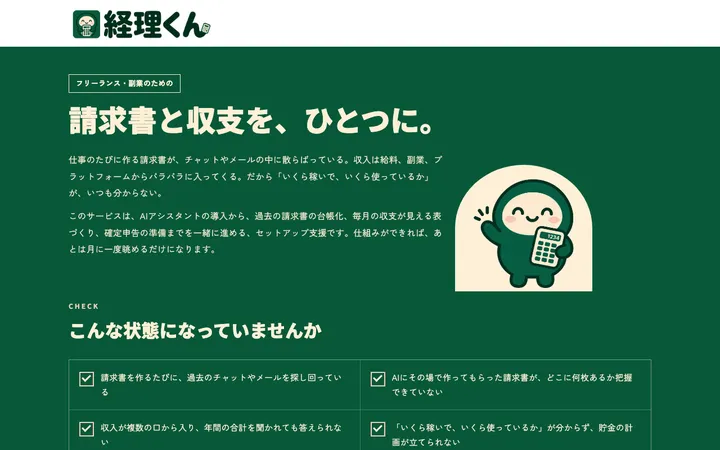 経理くん
フリーランス・副業のための
請求書と収支を、ひとつに。
仕事のたびに作る請求書が、チャットやメールの中に散らばっている。収入は給料、副業、プ
ラットフォームからバラバラに入ってくる。だから「いくら稼いで、いくら使っているか」
が、いつも分からない。
このサービスは、AIアシスタントの導入から、過去の請求書の台帳化、毎月の収支が見える表
づくり、確定申告の準備までを一緒に進める、セットアップ支援です。仕組みができれば、あ
とは月に一度眺めるだけになります。
1234
CHECK
こんな状態になっていませんか
請求書を作るたびに、過去のチャットやメールを探し回ってい
る
AIにその場で作ってもらった請求書が、どこに何枚あるか把握
できていない
収入が複数の口から入り、年間の合計を聞かれても答えられな
い
「いくら稼いで、いくら使っているか」が分からず、貯金の計
画が立てられない